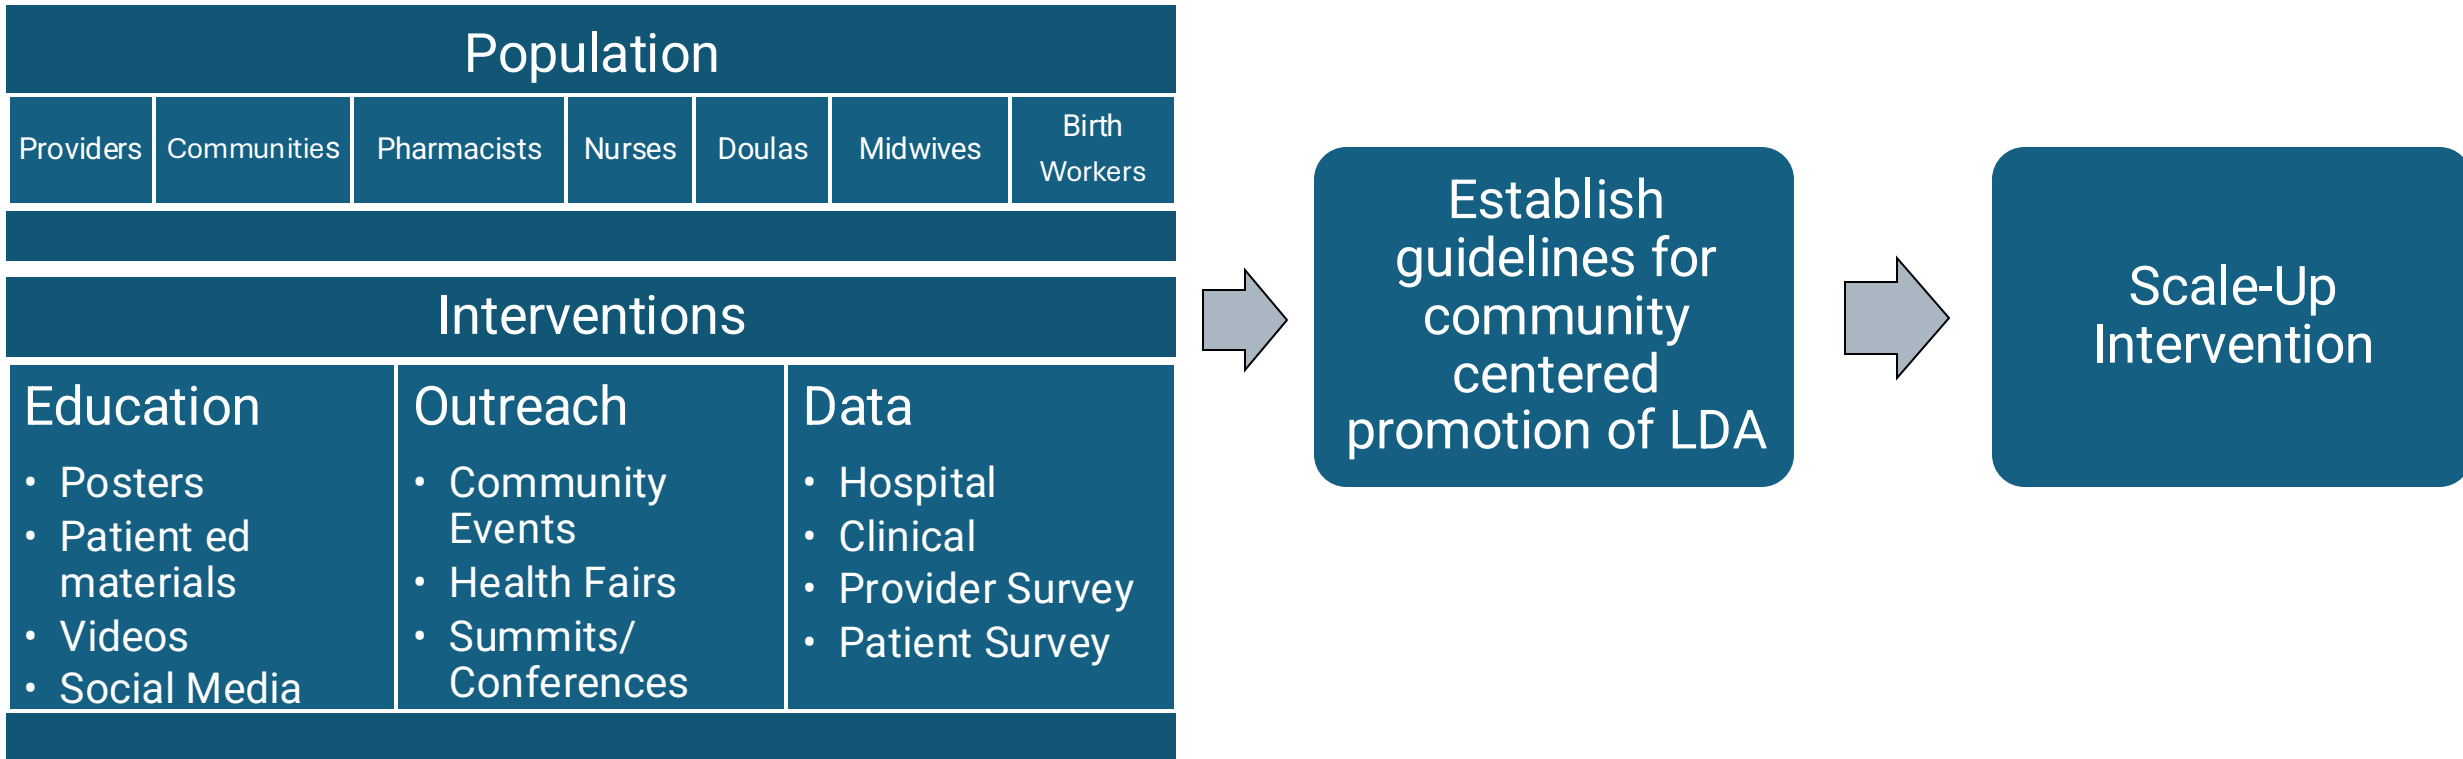 Population
Providers
Communities
Pharmacists
Nurses
Doulas
Midwives
Birth
Workers
Interventions
Education
• Posters
• Patient ed
materials
• Videos
• Social Media
Outreach
• Community
Events
• Health Fairs
• Summits/
Conferences
Data
• Hospital
• Clinical
• Provider Survey
• Patient Survey
Establish
guidelines for
community
centered
promotion of LDA
Scale-Up
Intervention